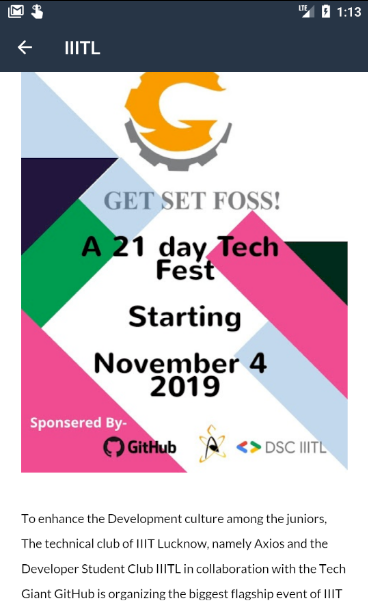 1:13
IIITL
GET SET FOSS!
A 21 day Tech
Fest
Starting
November 4
2019
Sponsered By-
GitHub
DSC IIITL
To enhance the Development culture among the juniors,
The technical club of IIIT Lucknow, namely Axios and the
Developer Student Club IIITL in collaboration with the Tech
Giant GitHub is organizing the biggest flagship event of IIIT